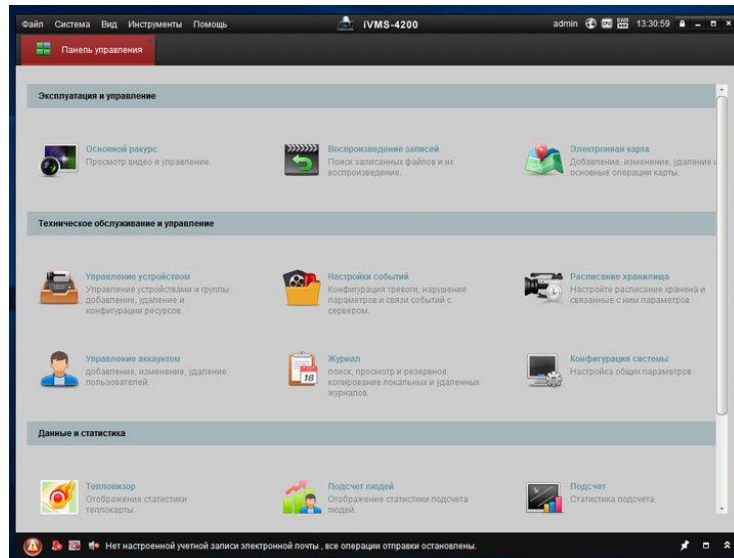 Файл Система Вид Инструменты Помощь iVMS-4200 admin 13:30:59
Панель управления
Эксплуатация и управление
Основной ракурс
Просмотр видео и управление.
Воспроизведение записей
Поиск записанных файлов и их
воспроизведение.
Электронная карта
Добавление, изменение, удаление и
основные операции карты.
Техническое обслуживание и управление
Управление устройством
Управление устройствами и группы:
добавление, удаление и
конфигурации ресурсов.
Настройки событий
Конфигурация тревоги, нарушение
параметров и связи событий с
сервером.
Расписание хранилища
Настройте расписание хранена и
связанные с ним параметров.
Управление аккаунтом
добавление, изменение, удаление
пользователей.
18
Журнал
поиск, просмотр и резервное
копирование локальных и удаленных
журналов.
Конфигурация системы
Настройка общих параметров.
Данные и статистика
Тепловизор
Отображение статистики
теплокарты.
Подсчет людей
Отображение статистики подсчета
людей.
Подсчет
Статистика подсчета.
Нет настроенной учетной записи электронной почты , все операции отправки остановлены.